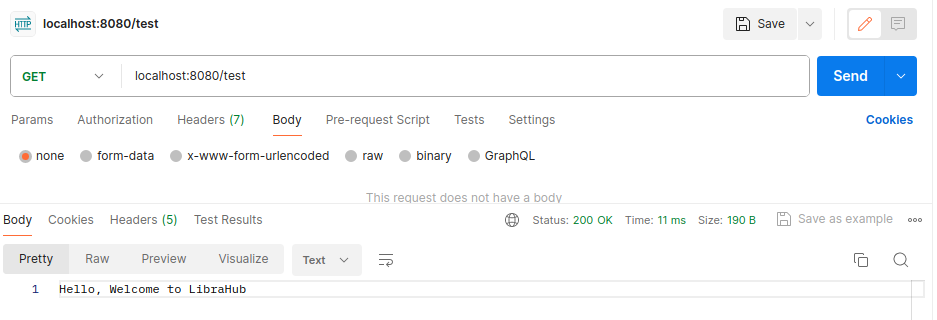 HTTP localhost:8080/test Save
GET localhost:8080/test Send
Params Authorization Headers (7) Body Pre-request Script Tests Settings Cookies
none form-data x-www-form-urlencoded raw binary GraphQL
This request does not have a body
Body Cookies Headers (5) Test Results Status: 200 OK Time: 11 ms Size: 190 B Save as example
Pretty Raw Preview Visualize Text
1 Hello, Welcome to LibraHub